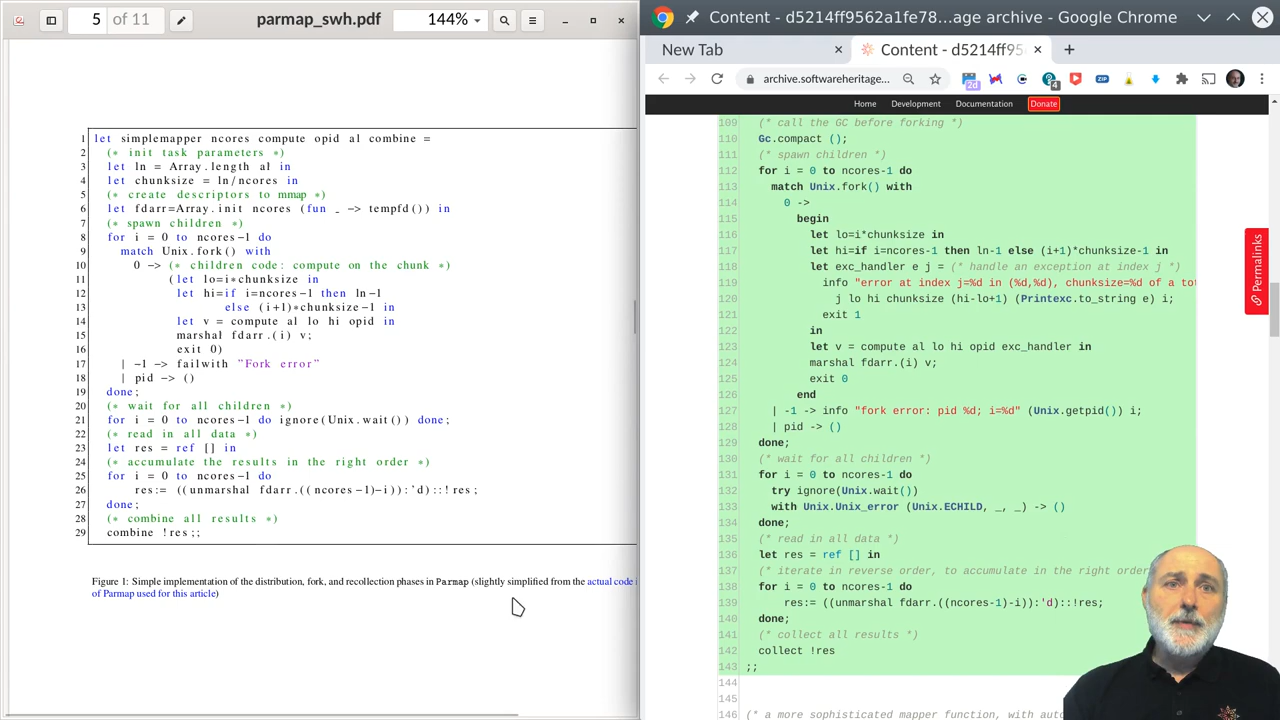 5 of 11
parmap_swh.pdf
144%
1 let simplemapper ncores compute opid al combine =
2 (* init task parameters *)
3 let ln = Array.length al in
4 let chunksize = ln/ncores in
5 (* create descriptors to mmap *)
6 let fdarr=Array.init ncores (fun _ -> tempfd()) in
7 (* spawn children *)
8 for i = 0 to ncores-1 do
9 match Unix.fork() with
10 0 -> (* children code: compute on the chunk *)
11 (let lo=i*chunksize in
12 let hi=if i=ncores-1 then ln-1
13 else (i+1)*chunksize-1 in
14 let v = compute al lo hi opid in
15 marshal fdarr.(i) v;
16 exit 0)
17 | -1 -> failwith "Fork error"
18 | pid -> ()
19 done;
20 (* wait for all children *)
21 for i = 0 to ncores-1 do ignore(Unix.wait()) done;
22 (* read in all data *)
23 let res = ref [] in
24 (* accumulate the results in the right order *)
25 for i = 0 to ncores-1 do
26 res:= ((unmarshal fdarr.((ncores-1)-i)):'d)::!res;
27 done;
28 (* combine all results *)
29 combine !res;;
Figure 1: Simple implementation of the distribution, fork, and recollection phases in Parmap (slightly simplified from the actual code
of Parmap used for this article)
Content - d5214ff9562a1fe78...age archive - Google Chrome
New Tab
Content - d5214ff95
archive.softwareheritage...
2d
4
ZIP
Home Development Documentation Donate
109 (* call the GC before forking *)
110 Gc.compact ();
111 (* spawn children *)
112 for i = 0 to ncores-1 do
113 match Unix.fork() with
114 0 ->
115 begin
116 let lo=i*chunksize in
117 let hi=if i=ncores-1 then ln-1 else (i+1)*chunksize-1 in
118 let exc_handler e j = (* handle an exception at index j *)
119 info "error at index j=%d in (%d,%d), chunksize=%d of a tot
120 j lo hi chunksize (hi-lo+1) (Printexc.to_string e) i;
121 exit 1
122 in
123 let v = compute al lo hi opid exc_handler in
124 marshal fdarr.(i) v;
125 exit 0
126 end
127 | -1 -> info "fork error: pid %d; i=%d" (Unix.getpid()) i;
128 | pid -> ()
129 done;
130 (* wait for all children *)
131 for i = 0 to ncores-1 do
132 try ignore(Unix.wait())
133 with Unix.Unix_error (Unix.ECHILD, _, _) -> ()
134 done;
135 (* read in all data *)
136 let res = ref [] in
137 (* iterate in reverse order, to accumulate in the right order
138 for i = 0 to ncores-1 do
139 res:= ((unmarshal fdarr.((ncores-1)-i)):'d)::!res;
140 done;
141 (* collect all results *)
142 collect !res
143 ;;
144
145
146 (* a more sophisticated mapper function, with auto
Permalinks